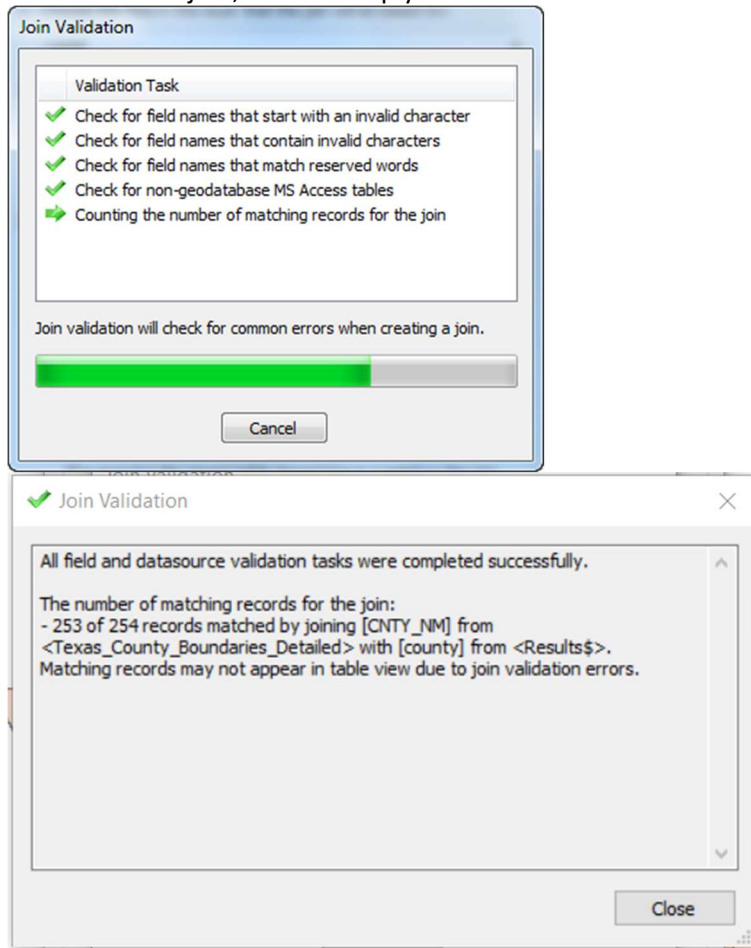 Join Validation
Validation Task
Check for field names that start with an invalid character
Check for field names that contain invalid characters
Check for field names that match reserved words
Check for non-geodatabase MS Access tables
Counting the number of matching records for the join
Join validation will check for common errors when creating a join.
Cancel
Join Validation
All field and datasource validation tasks were completed successfully.
The number of matching records for the join:
- 253 of 254 records matched by joining [CNTY_NM] from
<Texas_County_Boundaries_Detailed> with [county] from <Results$>.
Matching records may not appear in table view due to join validation errors.
Close